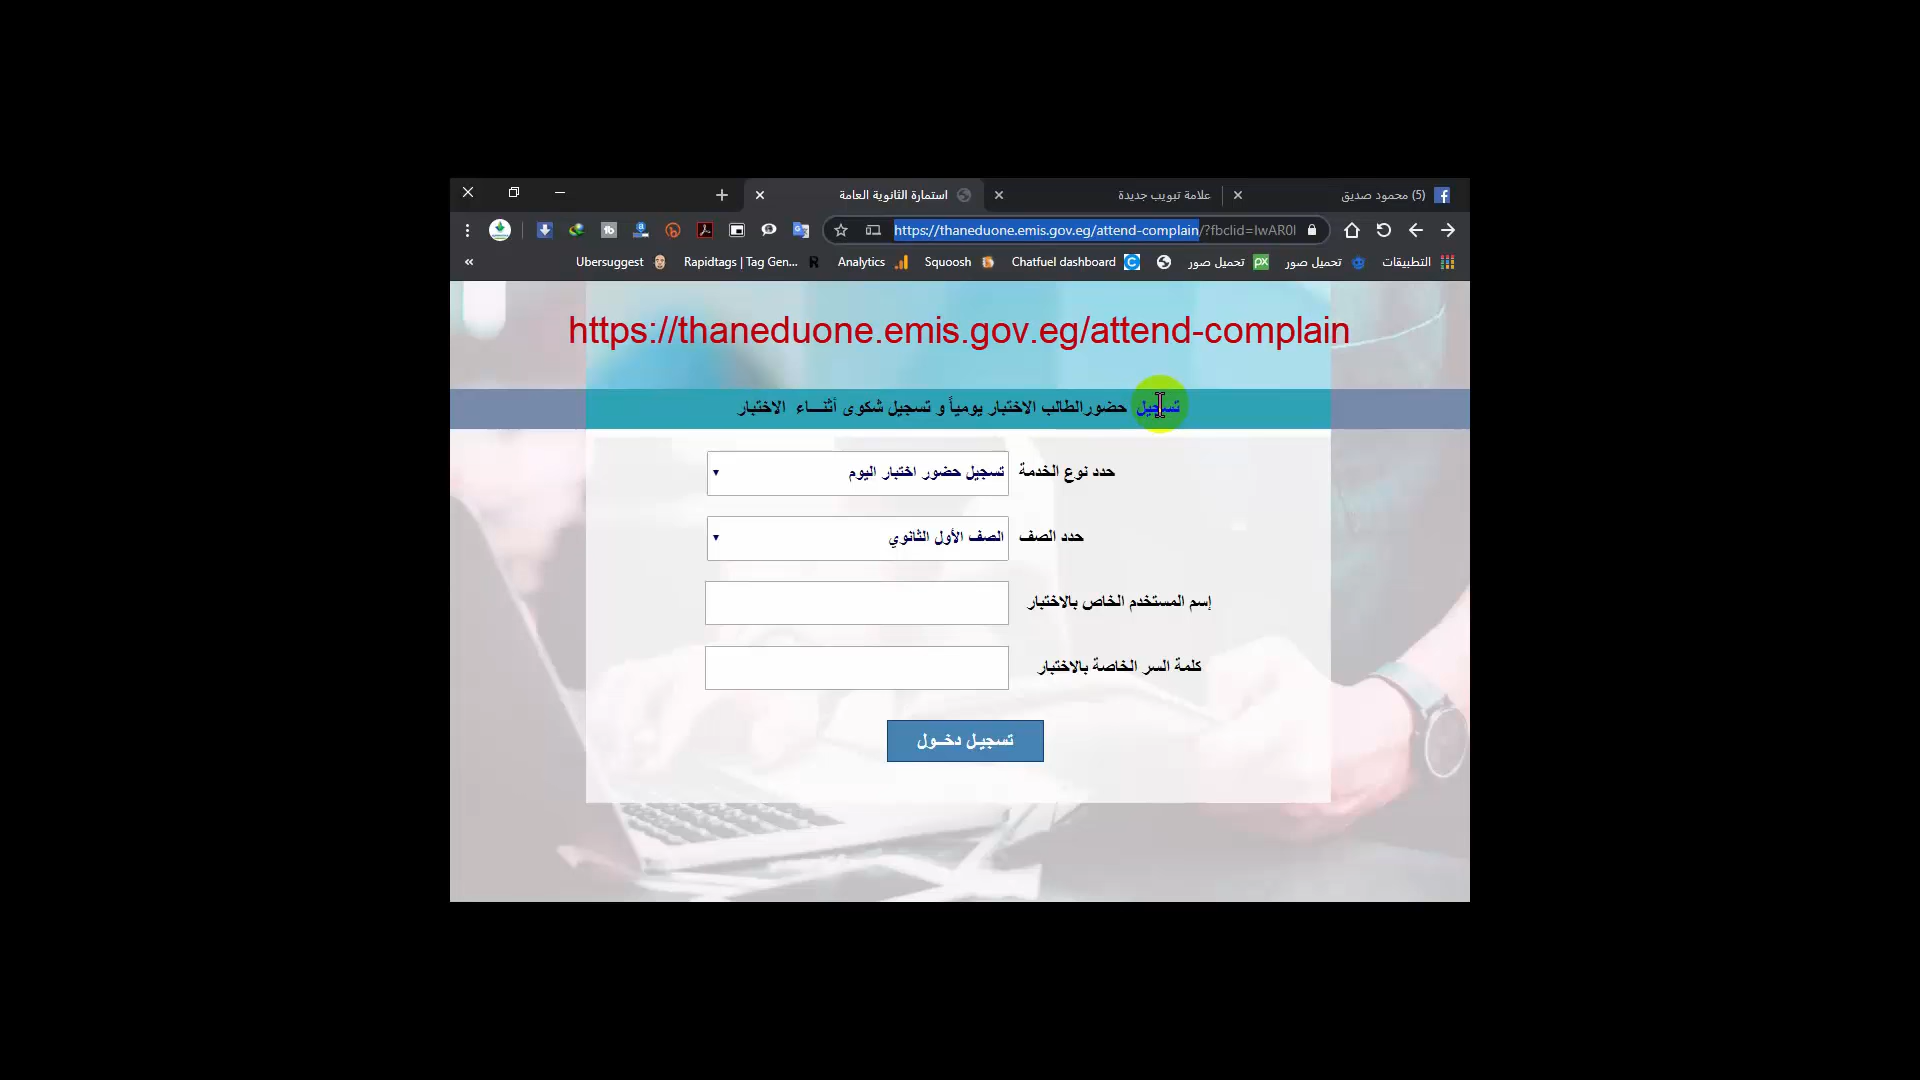 (5) محمود صديق
علامة تبويب جديدة
استمارة الثانوية العامة
https://thaneduone.emis.gov.eg/attend-complain/?fbclid=IwAR0l
التطبيقات
تحميل صور
تحميل صور
Chatfuel dashboard
Squoosh
Analytics
Rapidtags | Tag Gen...
Ubersuggest
https://thaneduone.emis.gov.eg/attend-complain
تسجيل حضورالطالب الاختبار يومياً و تسجيل شكوى أثنـــاء الاختبار
حدد نوع الخدمة
تسجيل حضور اختبار اليوم
حدد الصف
الصف الأول الثانوي
إسم المستخدم الخاص بالاختبار
كلمة السر الخاصة بالاختبار
تسجيل دخـول